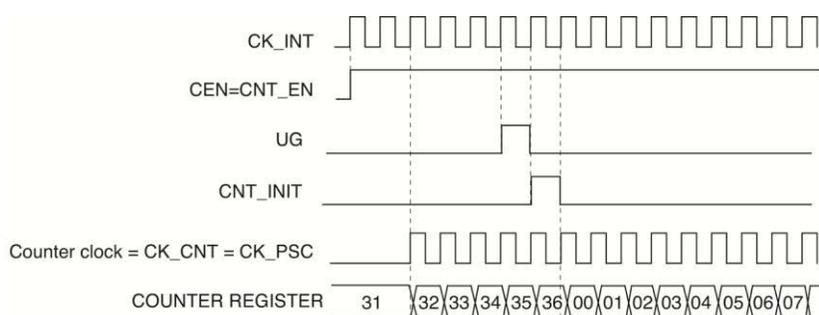 CK_INT
CEN=CNT_EN
UG
CNT_INIT
Counter clock = CK_CNT = CK_PSC
COUNTER REGISTER 31 32 33 34 35 36 00 01 02 03 04 05 06 07